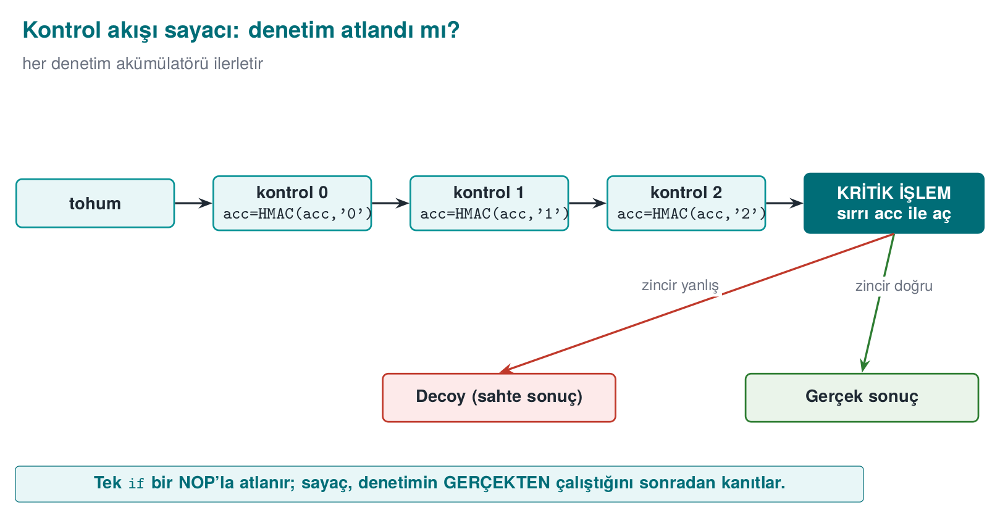 Kontrol akışı sayacı: denetim atlandı mı?
her denetim akümülatörü ilerletir
tohum
kontrol 0
acc=HMAC(acc,'0')
kontrol 1
acc=HMAC(acc,'1')
kontrol 2
acc=HMAC(acc,'2')
KRİTİK İŞLEM
sırrı acc ile aç
zincir yanlış
zincir doğru
Decoy (sahte sonuç)
Gerçek sonuç
Tek if bir NOP'la atlanır; sayaç, denetimin GERÇEKTEN çalıştığını sonradan kanıtlar.